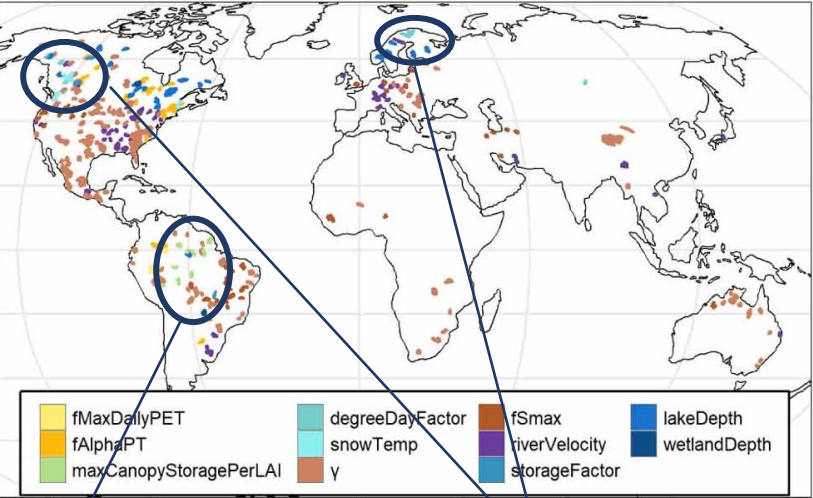 fMaxDailyPET degreeDayFactor fSmax lakeDepth
fAlphaPT snowTemp riverVelocity wetlandDepth
maxCanopyStoragePerLAI γ storageFactor